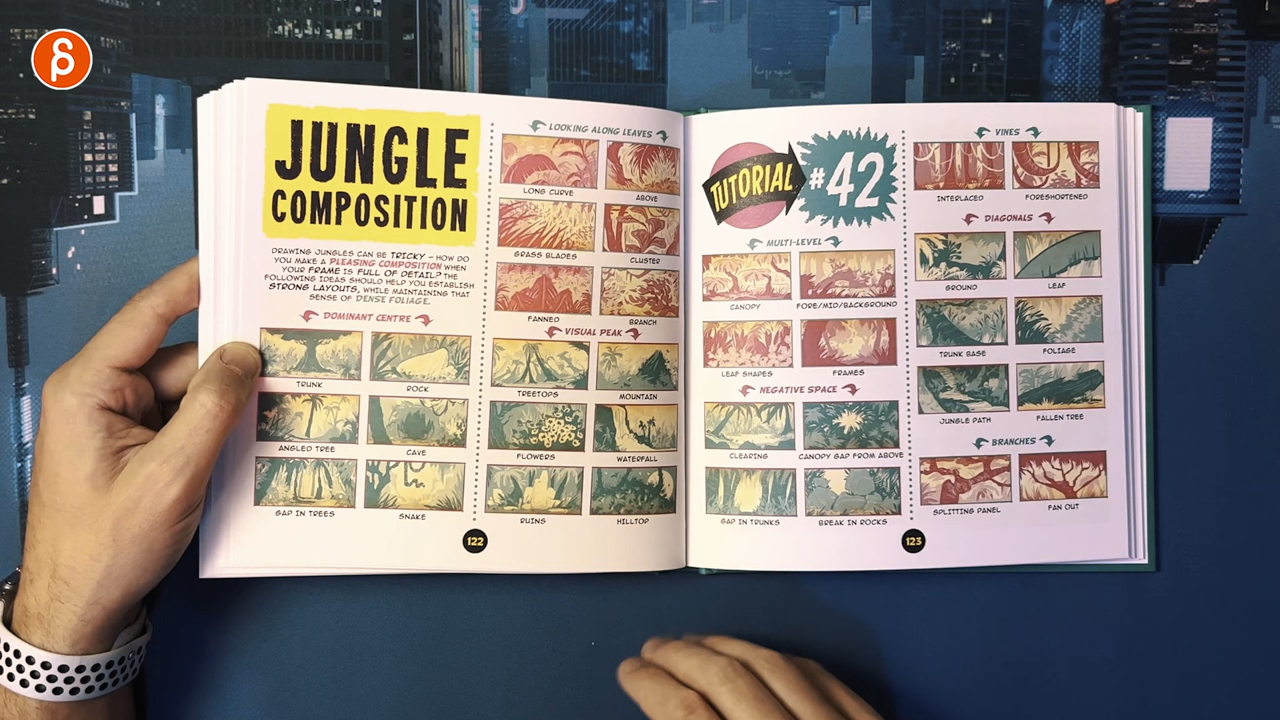 JUNGLE
COMPOSITION
DRAWING JUNGLES CAN BE TRICKY – HOW DO
YOU MAKE A PLEASING COMPOSITION WHEN
YOUR FRAME IS FULL OF DETAIL? THE
FOLLOWING IDEAS SHOULD HELP YOU ESTABLISH
STRONG LAYOUTS, WHILE MAINTAINING THAT
SENSE OF DENSE FOLIAGE.
DOMINANT CENTRE
TRUNK
ROCK
ANGLED TREE
CAVE
GAP IN TREES
SNAKE
LOOKING ALONG LEAVES
LONG CURVE
ABOVE
GRASS BLADES
CLUSTER
FANNED
BRANCH
VISUAL PEAK
TREETOPS
MOUNTAIN
FLOWERS
WATERFALL
RUINS
HILLTOP
122
TUTORIAL
#42
MULTI-LEVEL
CANOPY
FORE/MID/BACKGROUND
LEAF SHAPES
FRAMES
NEGATIVE SPACE
CLEARING
CANOPY GAP FROM ABOVE
GAP IN TRUNKS
BREAK IN ROCKS
VINES
INTERLACED
FORESHORTENED
DIAGONALS
GROUND
LEAF
TRUNK BASE
FOLIAGE
JUNGLE PATH
FALLEN TREE
BRANCHES
SPLITTING PANEL
FAN OUT
123